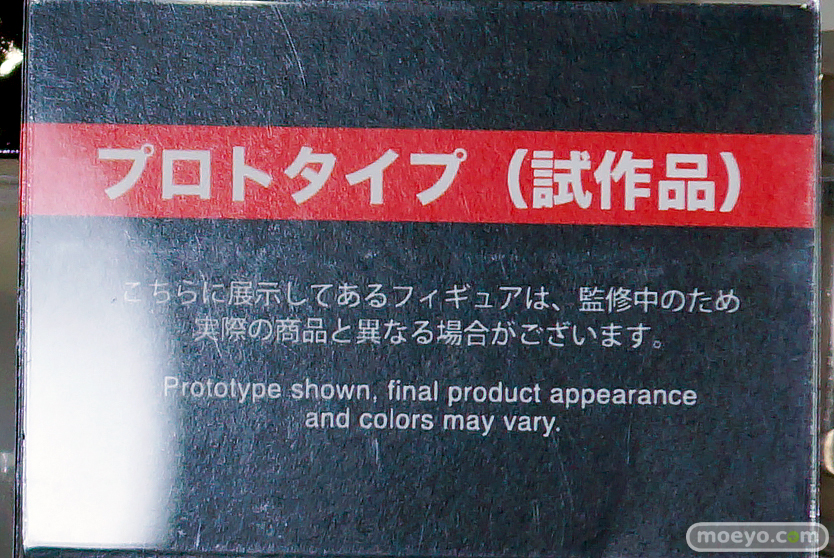 プロトタイプ（試作品）
こちらに展示してあるフィギュアは、監修中のため
実際の商品と異なる場合がございます。
Prototype shown, final product appearance
and colors may vary.
moeyo.com